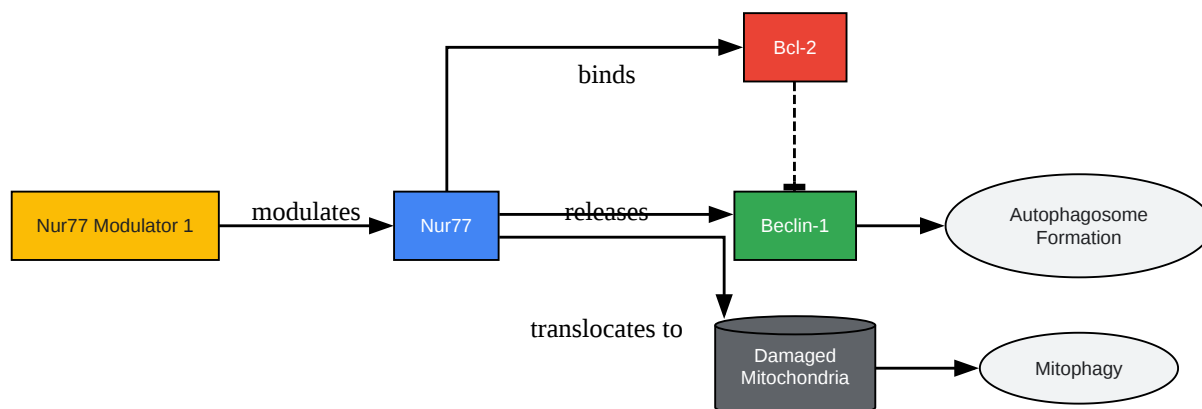 Bcl-2
binds
Nur77 Modulator 1
modulates
Nur77
releases
Beclin-1
Autophagosome
Formation
translocates to
Damaged
Mitochondria
Mitophagy